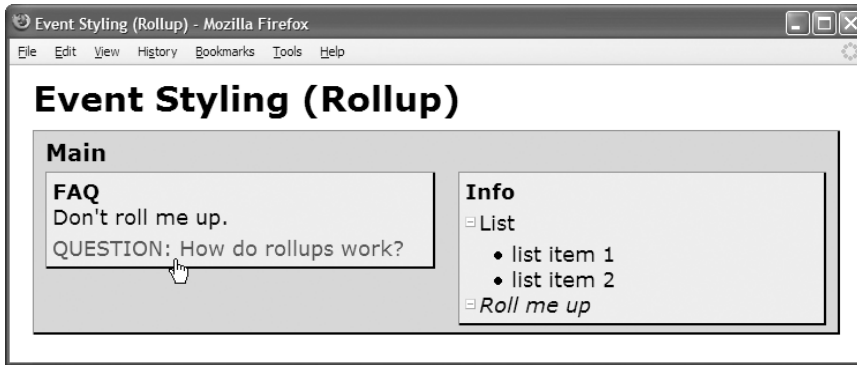 Event Styling (Rollup) - Mozilla Firefox
File Edit View History Bookmarks Tools Help
Event Styling (Rollup)
Main
FAQ
Don't roll me up.
QUESTION: How do rollups work?
Info
List
• list item 1
• list item 2
Roll me up